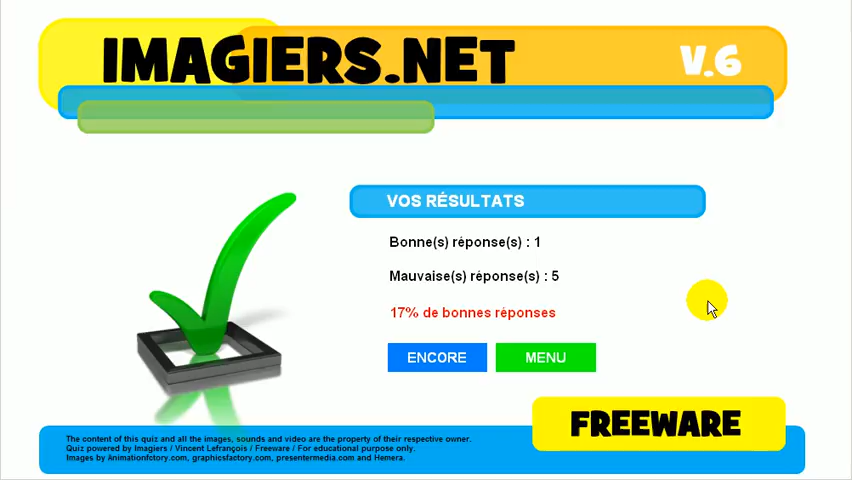 IMAGIERS.NET
V.6
VOS RÉSULTATS
Bonne(s) réponse(s) : 1
Mauvaise(s) réponse(s) : 5
17% de bonnes réponses
ENCORE
MENU
FREEWARE
The content of this quiz and all the images, sounds and video are the property of their respective owner.
Quiz powered by Imagiers / Vincent Lefrançois / Freeware / For educational purpose only.
Images by Animationfctory.com, graphicsfactory.com, presentermedia.com and Hemera.